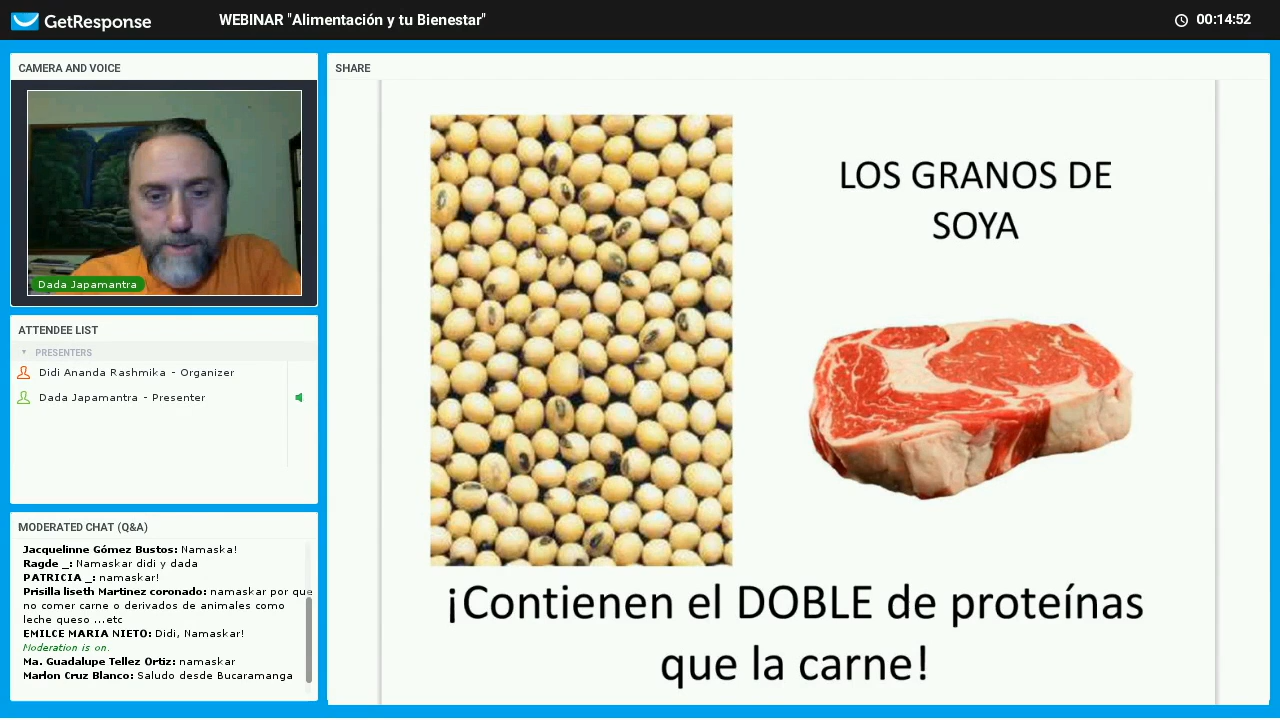 GetResponse
WEBINAR "Alimentación y tu Bienestar"
00:14:52
CAMERA AND VOICE
Dada Japamantra
ATTENDEE LIST
PRESENTERS
Didi Ananda Rashmika - Organizer
Dada Japamantra - Presenter
MODERATED CHAT (Q&A)
Jacquelinne Gómez Bustos: Namaska!
Ragde _: Namaskar didi y dada
PATRICIA _: namaskar!
Prisilla liseth Martinez coronado: namaskar por que
no comer carne o derivados de animales como
leche queso ...etc
EMILCE MARIA NIETO: Didi, Namaskar!
Moderation is on.
Ma. Guadalupe Tellez Ortiz: namaskar
Marlon Cruz Blanco: Saludo desde Bucaramanga
SHARE
LOS GRANOS DE
SOYA
¡Contienen el DOBLE de proteínas
que la carne!